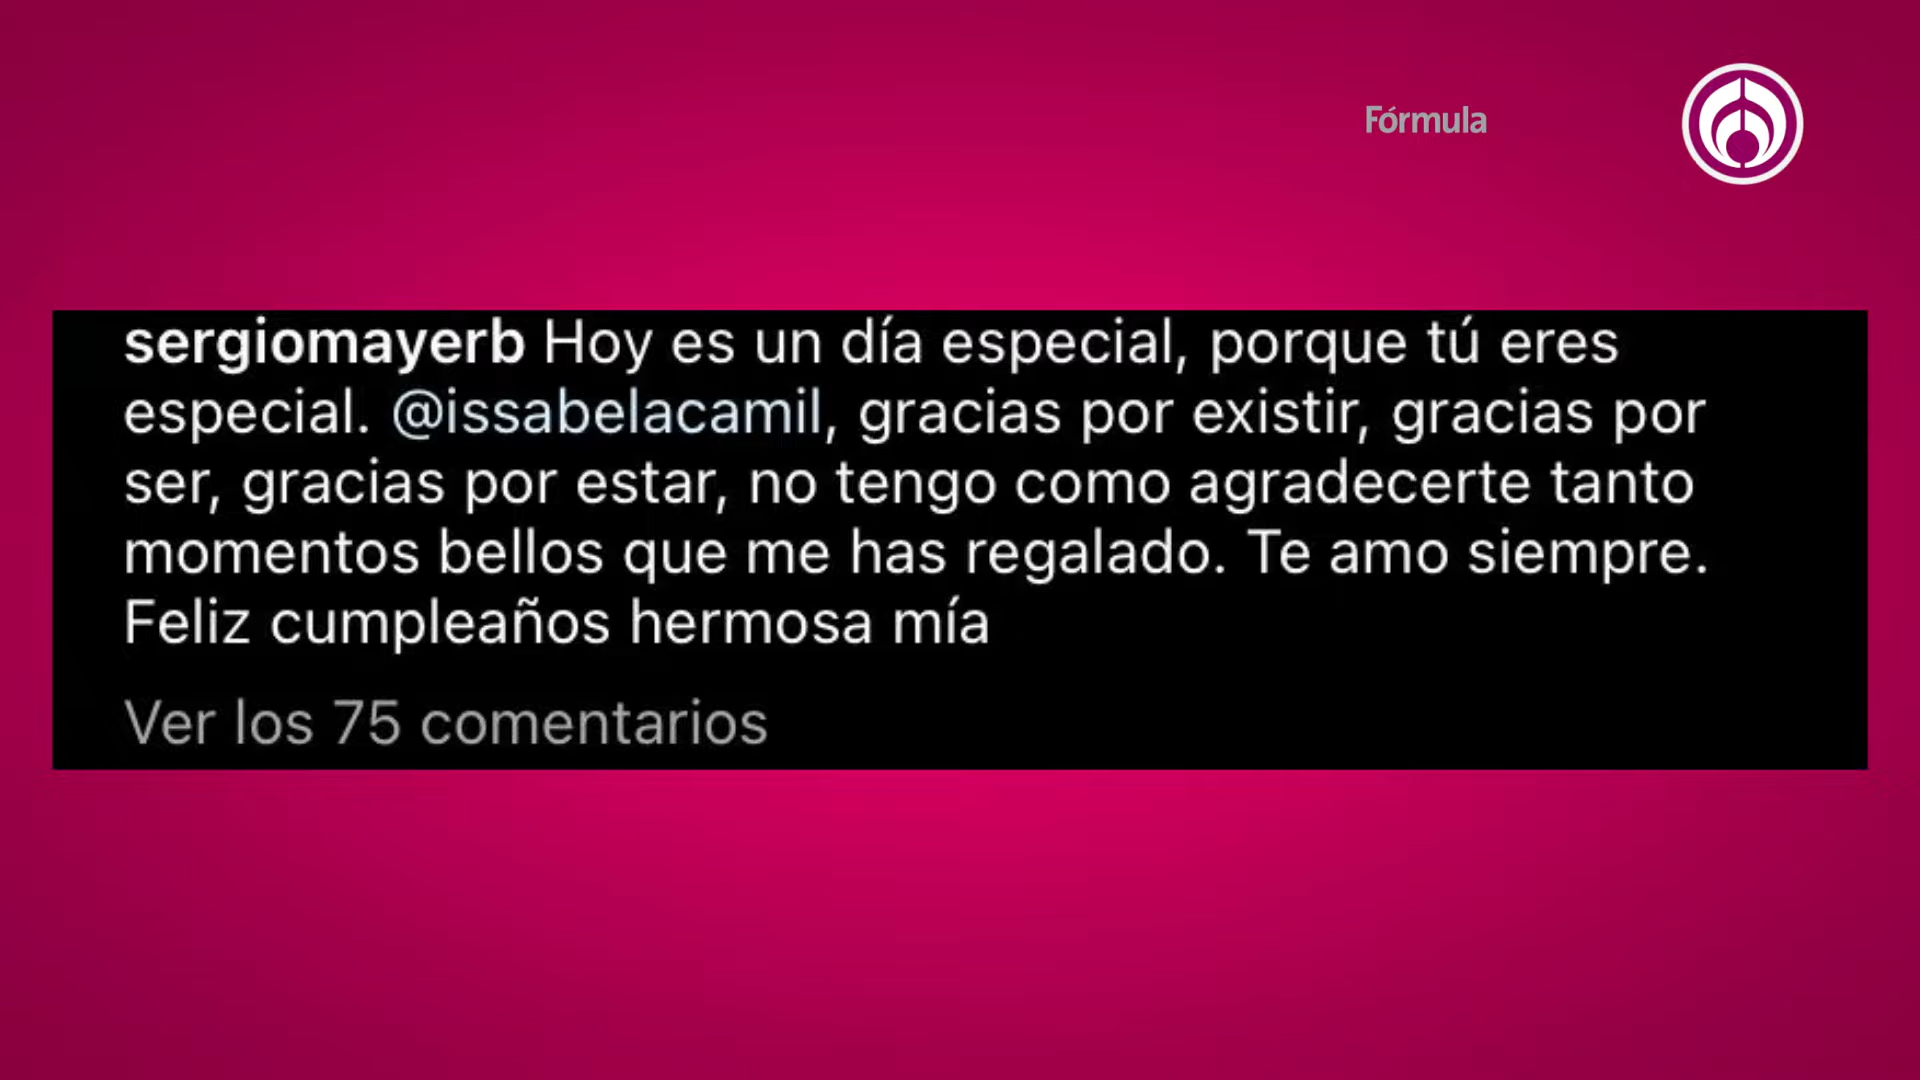 Fórmula
sergiomayerb Hoy es un día especial, porque tú eres
especial. @issabelacamil, gracias por existir, gracias por
ser, gracias por estar, no tengo como agradecerte tanto
momentos bellos que me has regalado. Te amo siempre.
Feliz cumpleaños hermosa mía
Ver los 75 comentarios